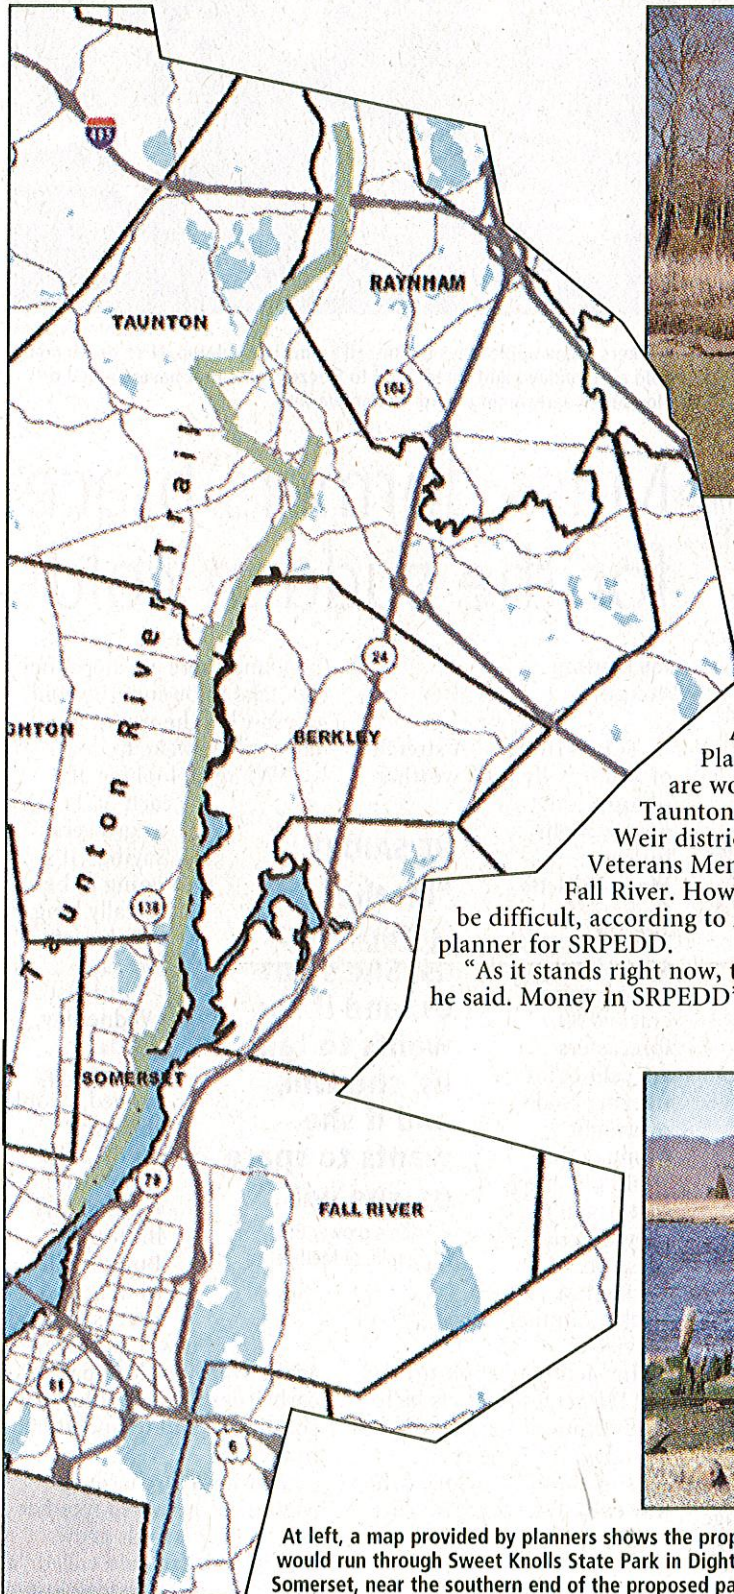 495
RAYNHAM
TAUNTON
104
Taunton River Trail
24
GHTON
BERKLEY
138
SOMERSET
79
FALL RIVER
81
6
Pla
are wo
Taunton
Weir distri
Veterans Mem
Fall River. How
be difficult, according to
planner for SRPEDD.
“As it stands right now, t
he said. Money in SRPEDD’
At left, a map provided by planners shows the prop
would run through Sweet Knolls State Park in Dight
Somerset, near the southern end of the proposed pa